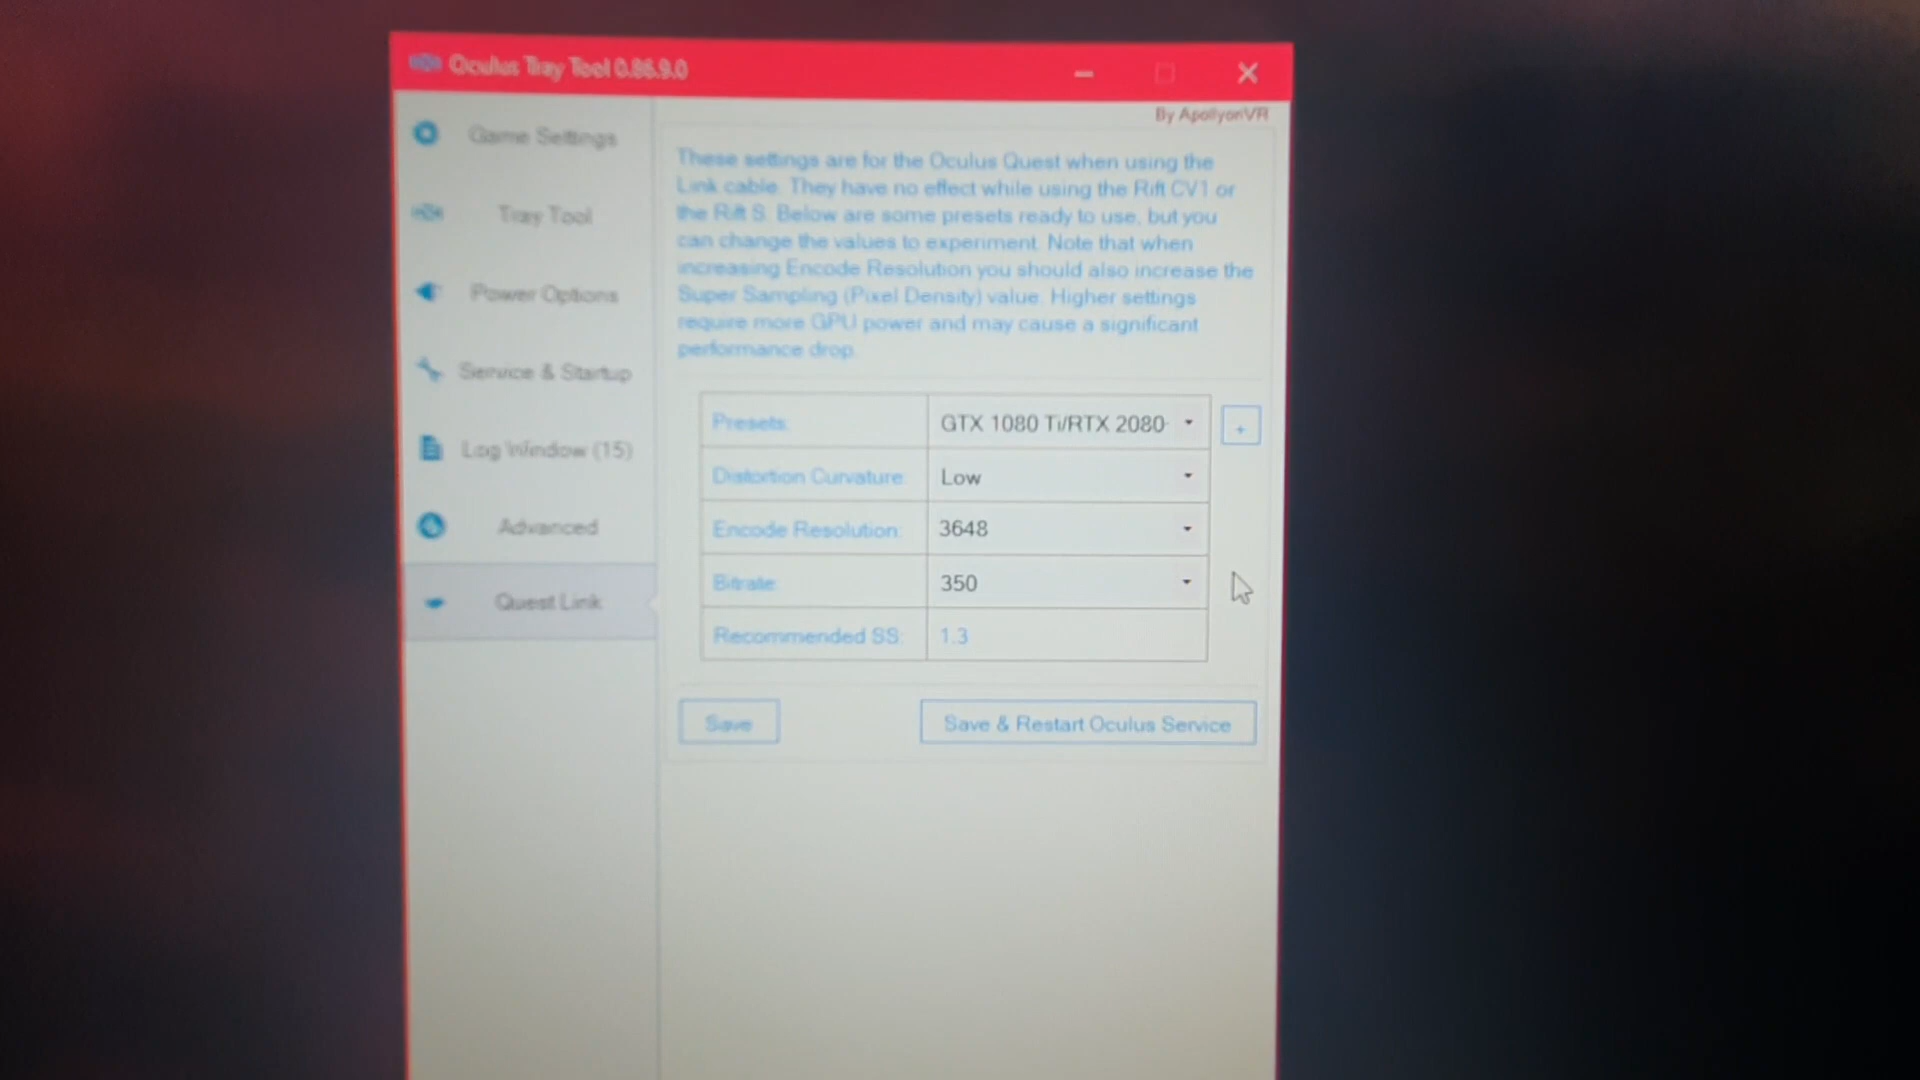 Oculus Tray Tool 0.86.9.0
By ApollyonVR
Game Settings
Tray Tool
Power Options
Service & Startup
Log Window (15)
Advanced
Quest Link
These settings are for the Oculus Quest when using the
Link cable. They have no effect while using the Rift CV1 or
the Rift S. Below are some presets ready to use, but you
can change the values to experiment. Note that when
increasing Encode Resolution you should also increase the
Super Sampling (Pixel Density) value. Higher settings
require more GPU power and may cause a significant
performance drop.
Presets: GTX 1080 Ti/RTX 2080
+
Distortion Curvature: Low
Encode Resolution: 3648
Bitrate: 350
Recommended SS: 1.3
Save
Save & Restart Oculus Service